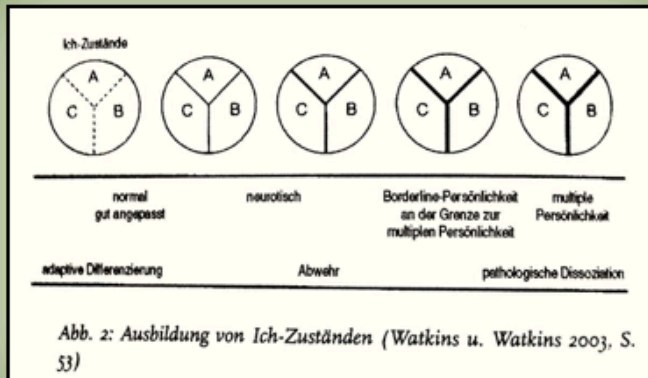 Ich-Zustände
A A A A A
C B C B C B C B C B
normal neurotisch Borderline-Persönlichkeit multiple
gut angepasst an der Grenze zur Persönlichkeit
multiplen Persönlichkeit
adaptive Differenzierung Abwehr pathologische Dissoziation
Abb. 2: Ausbildung von Ich-Zuständen (Watkins u. Watkins 2003, S.
53)